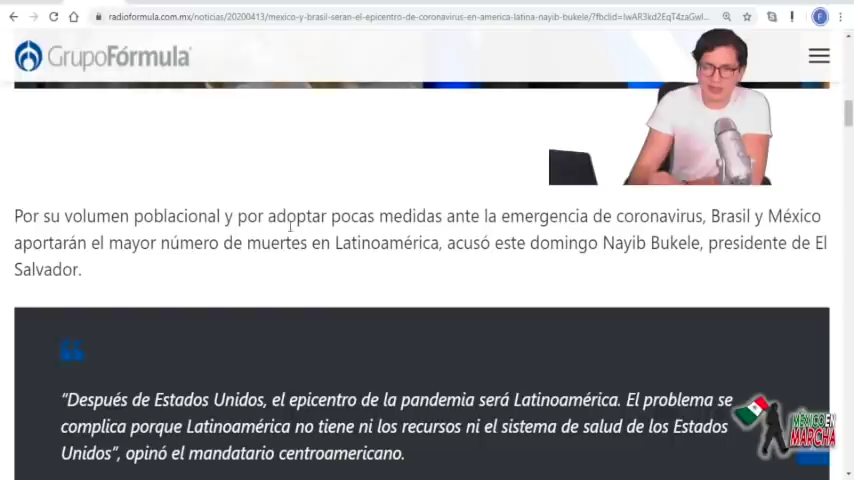 radioformula.com.mx/noticias/20200413/mexico-y-brasil-seran-el-epicentro-de-coronavirus-en-america-latina-nayib-bukele/?fbclid=IwAR3kd2EqT4zaGwI...
GrupoFórmula
Por su volumen poblacional y por adoptar pocas medidas ante la emergencia de coronavirus, Brasil y México
aportarán el mayor número de muertes en Latinoamérica, acusó este domingo Nayib Bukele, presidente de El
Salvador.
“Después de Estados Unidos, el epicentro de la pandemia será Latinoamérica. El problema se
complica porque Latinoamérica no tiene ni los recursos ni el sistema de salud de los Estados
Unidos”, opinó el mandatario centroamericano.
MÉXICO EN
MARCHA